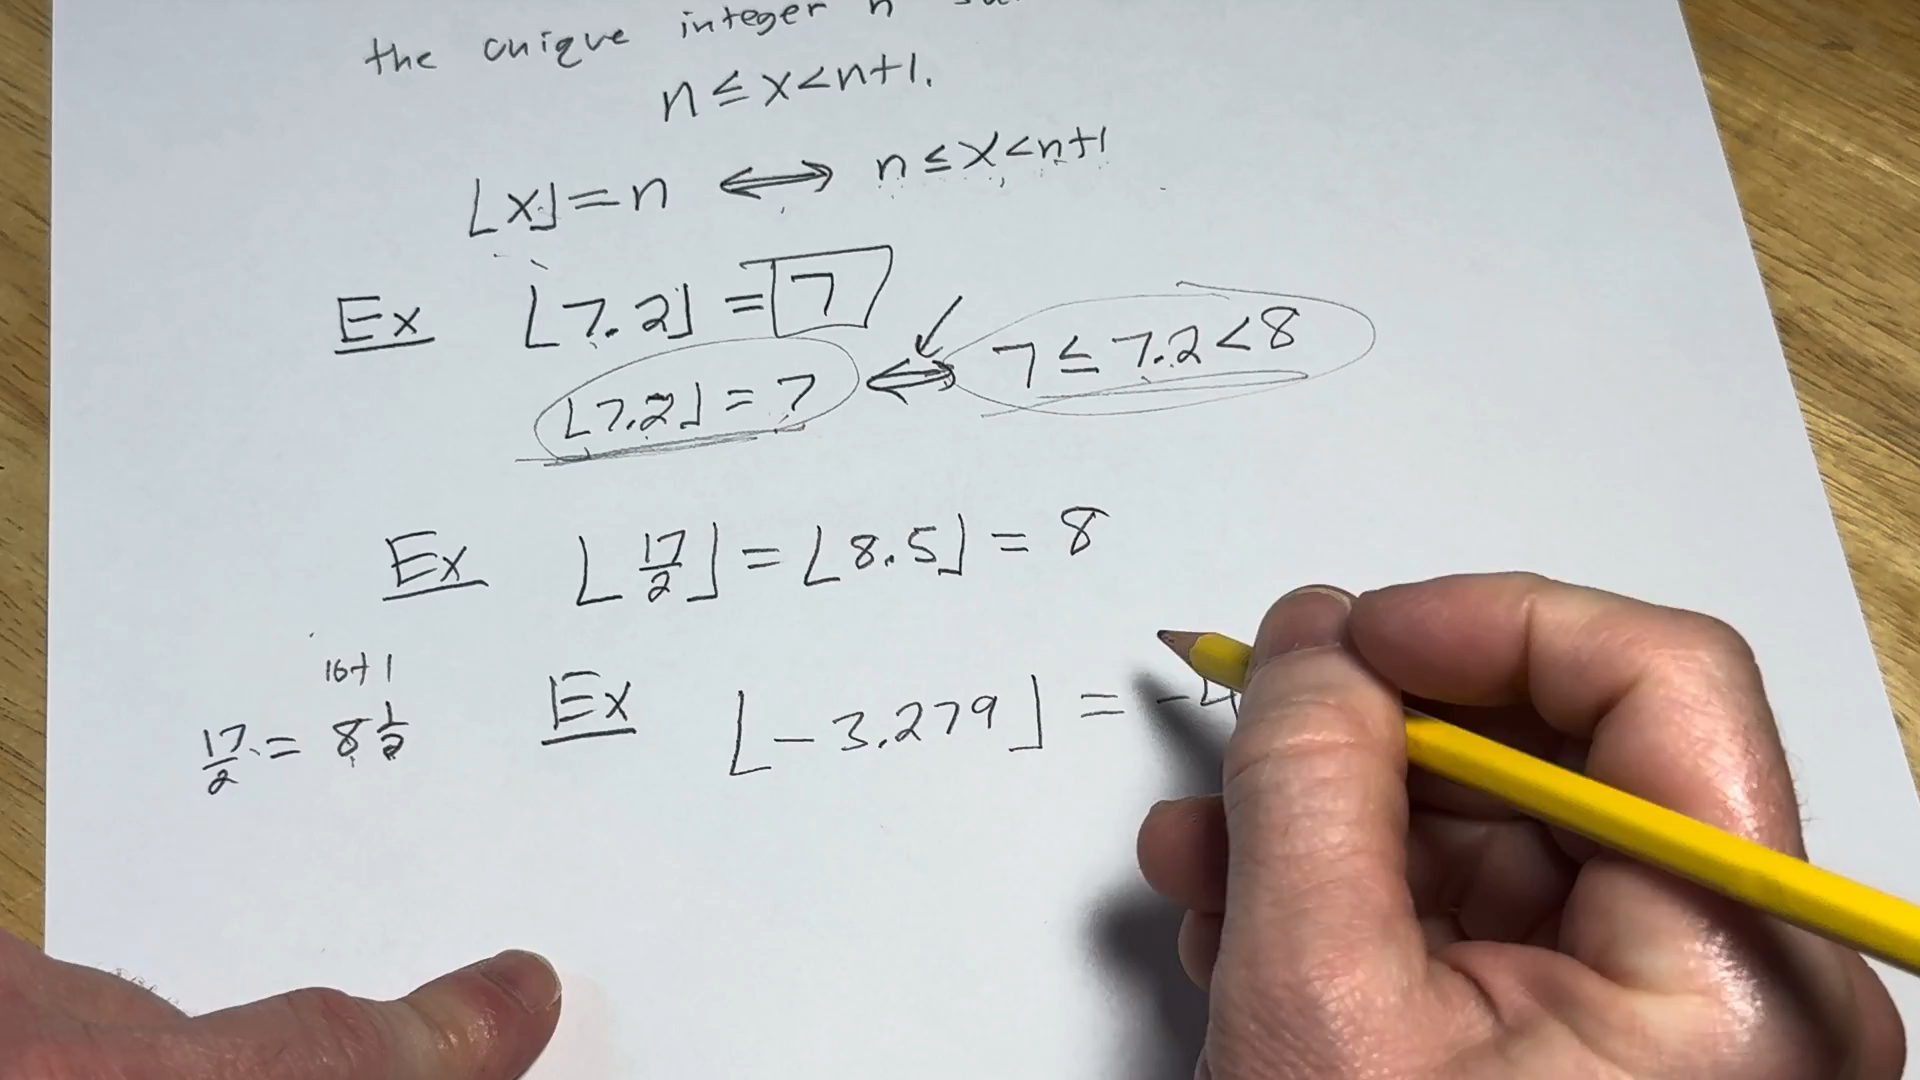 the unique integer n
n ≤ x < n+1.
⌊x⌋ = n ⟺ n ≤ x < n+1
Ex ⌊7.2⌋ = 7
⌊7.2⌋ = 7 ⟺ 7 ≤ 7.2 < 8
Ex ⌊17/2⌋ = ⌊8.5⌋ = 8
16+1
17/2 = 8 1/2
Ex ⌊-3.279⌋ = -4